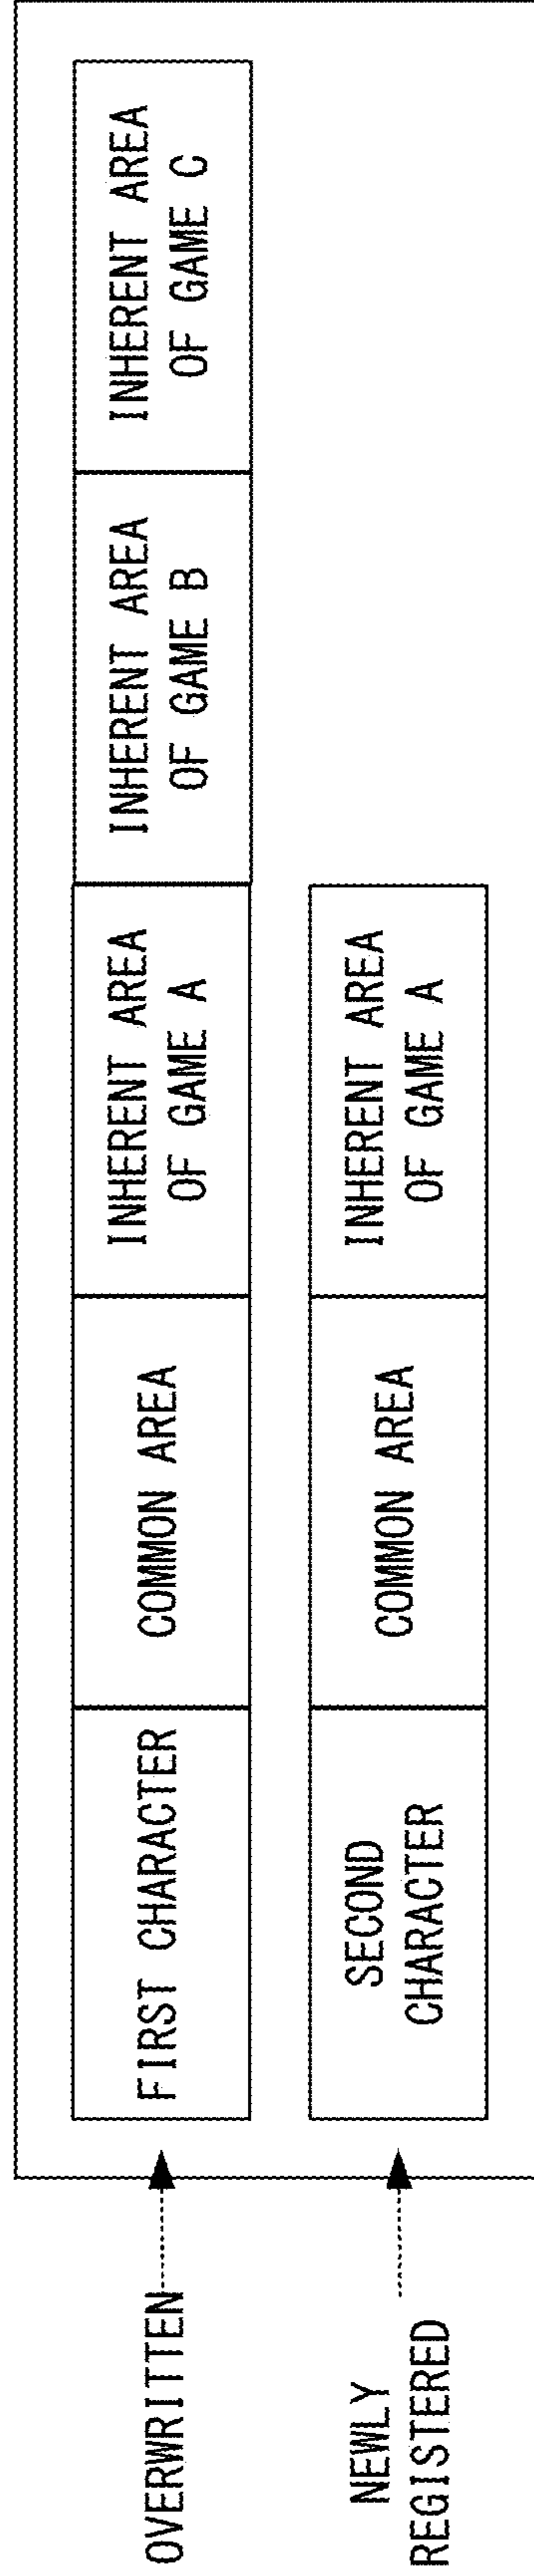 OVERWRITTEN
FIRST CHARACTER
COMMON AREA
INHERENT AREA
OF GAME A
INHERENT AREA
OF GAME B
INHERENT AREA
OF GAME C
NEWLY
REGISTERED
SECOND
CHARACTER
COMMON AREA
INHERENT AREA
OF GAME A